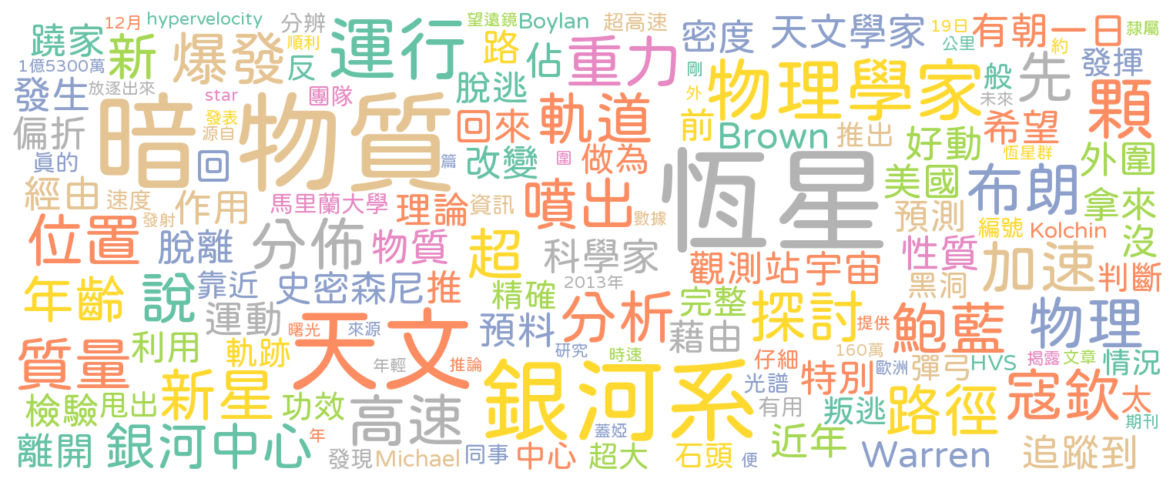 12月 hypervelocity 分辨 望遠鏡 Boylan 超高速 天文學家 19日 有朝一日 隸屬
蹺家 新 爆發 順利 反 運行 路 佔 重力 密度 公里 先 約 發揮
1億5300萬 放逐出來 脫逃 剛 物理學家 般 未來 顆
發生 star 團隊 暗物質 發表 源自 回來 軌道 外 前 Brown 推出 好動 希望
偏折 真的 回 篇 改變 圍 做為 恆星 恆星群 外圍
經由 速度 作用 馬里蘭大學 理論 資訊 噴出 數據 美國 布朗 拿來
發射 位置 脫離 分佈 物質 超 科學家 預測 編號 Kolchin 沒
觀測站 宇宙 性質 加速 判斷
年齡 說 靠近 史密森尼 推 精確 2013年 完整 黑洞
運動 曙光 來源 天文 預料 分析 藉由 探討 提供 鮑藍 物理
質量 利用 軌跡 年輕 推論 研究 時速 160萬 仔細 歐洲 彈弓 HVS 揭露 文章 情況
新星 銀河系 光譜 特別 寇欽 太
檢驗 甩出 功效 高速 有用 叛逃 路徑 期刊
離開 銀河中心 年 發現 Michael 同事 中心 蓋婭 超大 石頭 便 近年 Warren 追蹤到